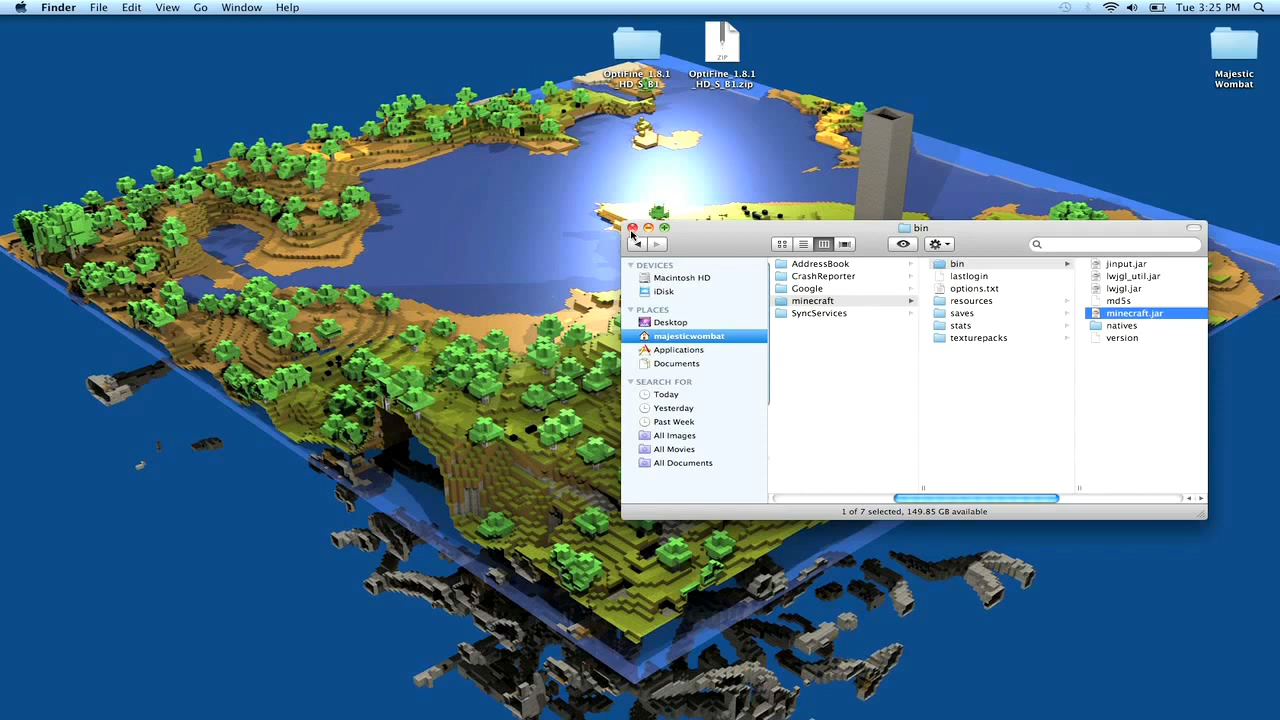 Finder File Edit View Go Window Help Tue 3:25 PM
OptiFine_1.8.1
_HD_S_B1
ZIP
OptiFine_1.8.1
_HD_S_B1.zip
Majestic
Wombat
bin
DEVICES
Macintosh HD
iDisk
PLACES
Desktop
majesticwombat
Applications
Documents
SEARCH FOR
Today
Yesterday
Past Week
All Images
All Movies
All Documents
AddressBook
CrashReporter
Google
minecraft
SyncServices
bin
lastlogin
options.txt
resources
saves
stats
texturepacks
jinput.jar
lwjgl_util.jar
lwjgl.jar
md5s
minecraft.jar
natives
version
1 of 7 selected, 149.85 GB available